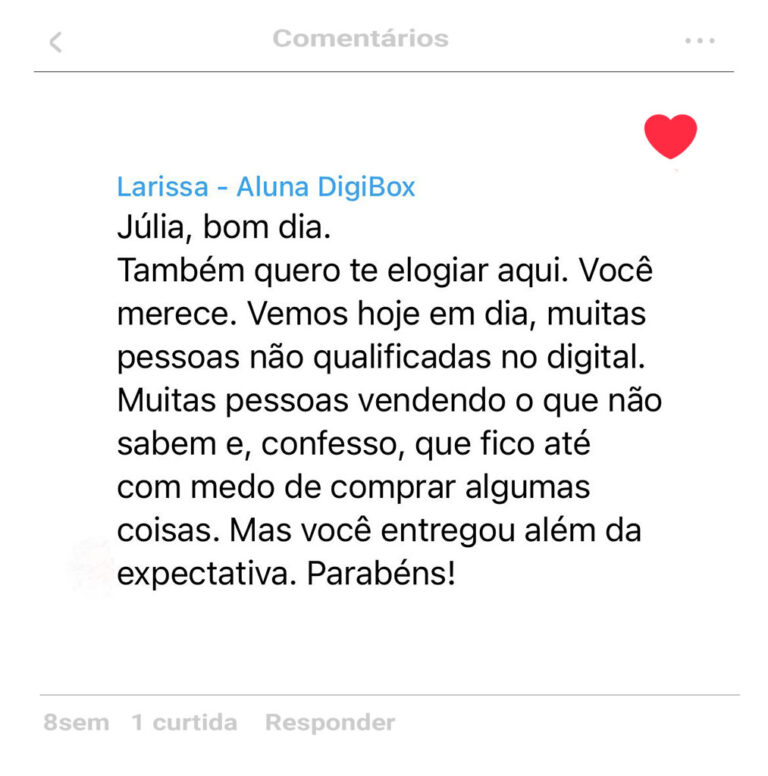 Comentários
Larissa - Aluna DigiBox
Júlia, bom dia.
Também quero te elogiar aqui. Você
merece. Vemos hoje em dia, muitas
pessoas não qualificadas no digital.
Muitas pessoas vendendo o que não
sabem e, confesso, que fico até
com medo de comprar algumas
coisas. Mas você entregou além da
expectativa. Parabéns!
8sem 1 curtida Responder